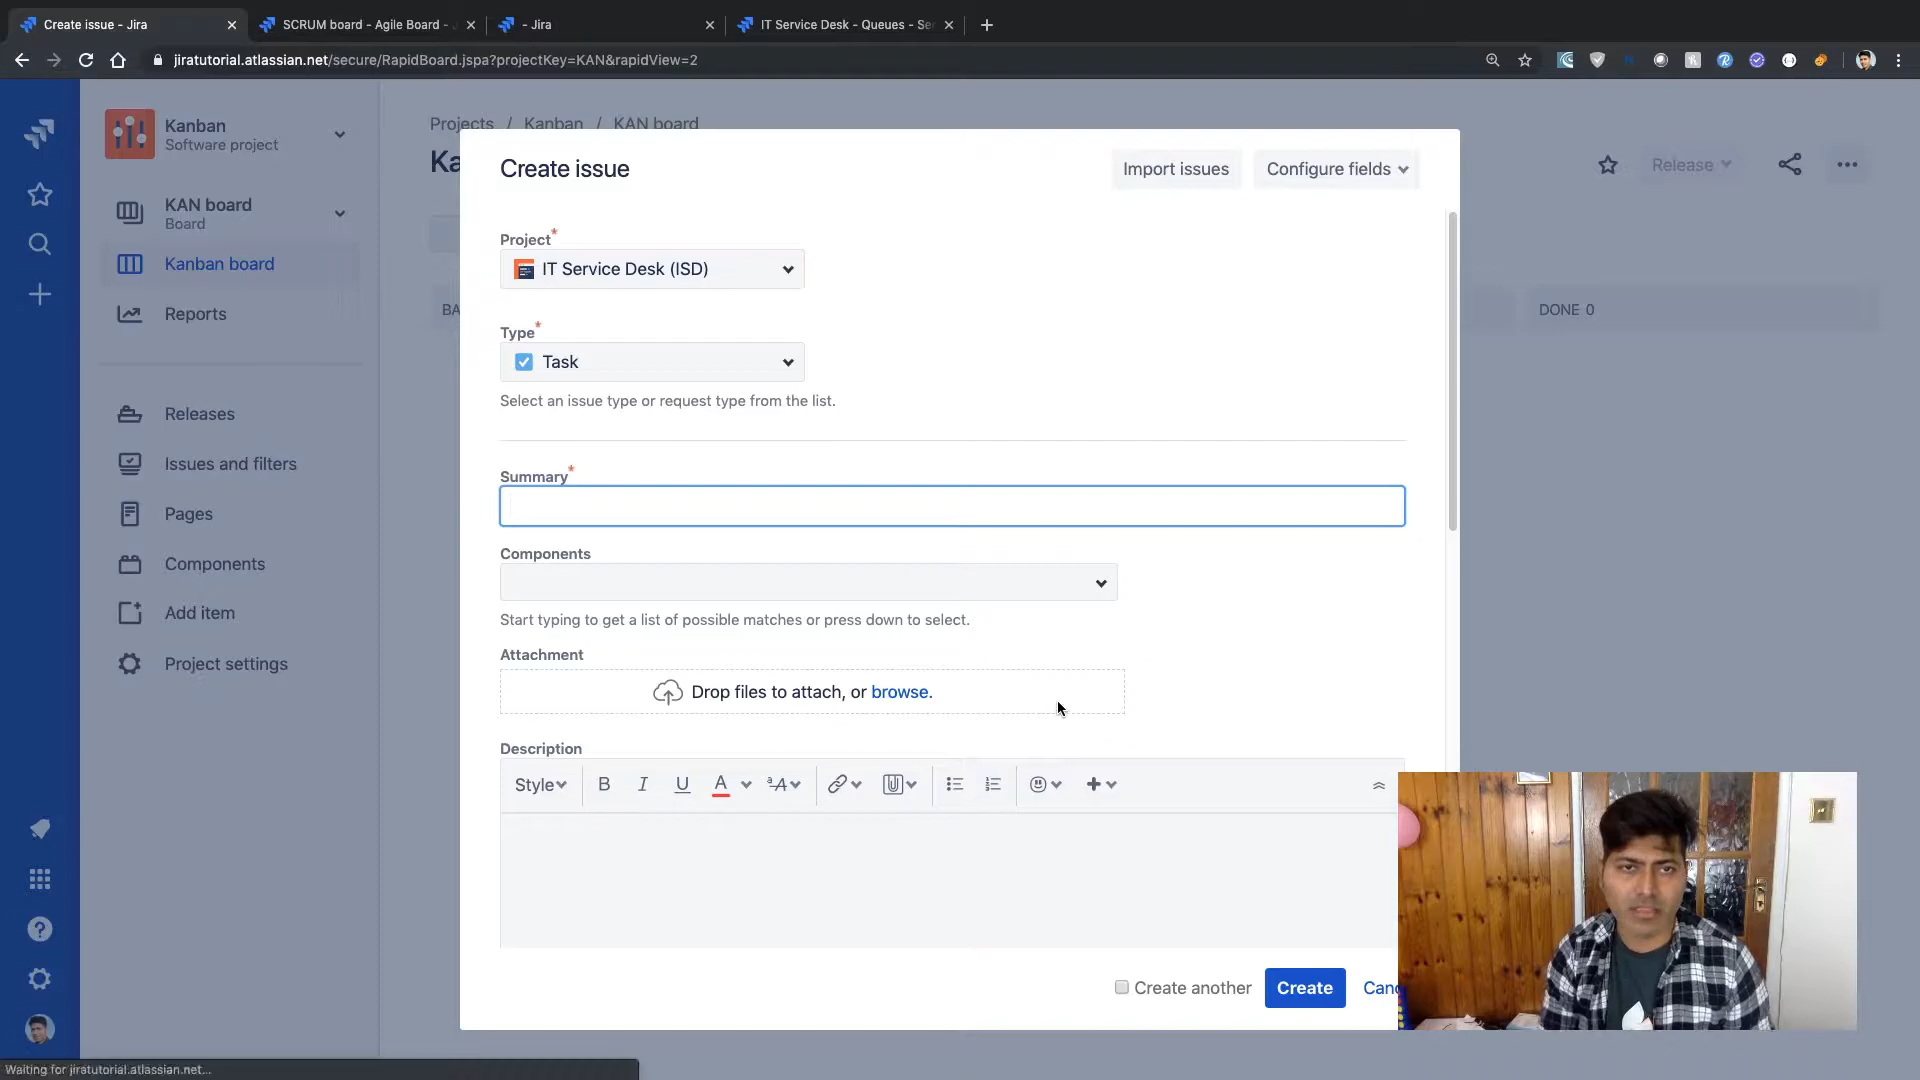 Create issue - Jira
SCRUM board - Agile Board -
- Jira
IT Service Desk - Queues - Ser
jiratutorial.atlassian.net/secure/RapidBoard.jspa?projectKey=KAN&rapidView=2
Kanban
Software project
KAN board
Board
Kanban board
Reports
Releases
Issues and filters
Pages
Components
Add item
Project settings
Projects / Kanban / KAN board
Ka
Release
BA
DONE 0
Create issue
Import issues
Configure fields
Project*
IT Service Desk (ISD)
Type*
Task
Select an issue type or request type from the list.
Summary*
Components
Start typing to get a list of possible matches or press down to select.
Attachment
Drop files to attach, or browse.
Description
Style B I U A ªA
Create another
Create
Canc
Waiting for jiratutorial.atlassian.net...